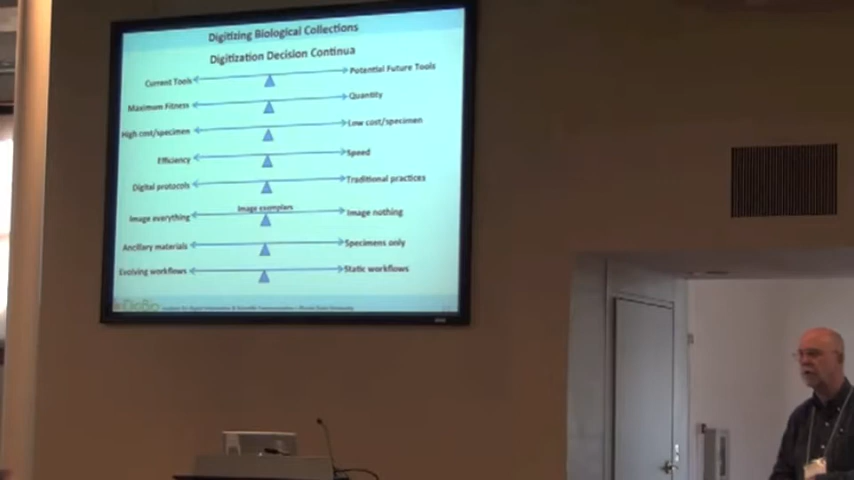 Digitizing Biological Collections
Digitization Decision Continua
Current Tools Potential Future Tools
Maximum Fitness Quantity
High cost/specimen Low cost/specimen
Efficiency Speed
Digital protocols Traditional practices
Image everything Image exemplars Image nothing
Ancillary materials Specimens only
Evolving workflows Static workflows
iDigBio